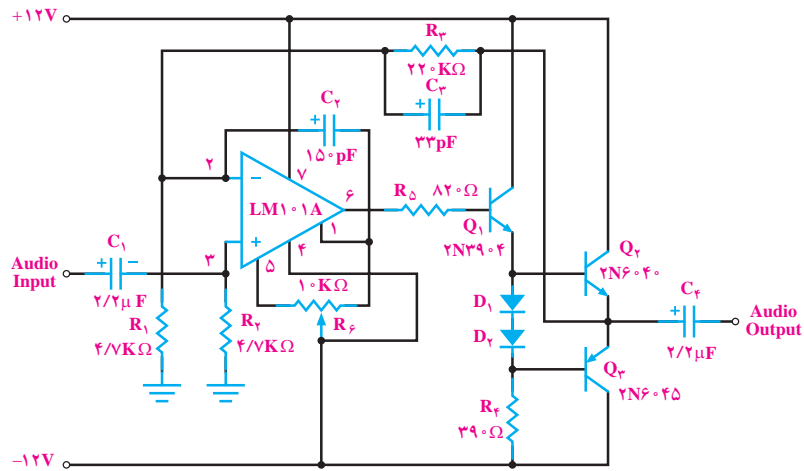 +۱۲V
R۳
۲۲۰KΩ
C۳
+
۳۳pF
C۲
+
۱۵۰pF
۲
−
۷
LM۱۰۱A
۶
۱
+
۳
۴
۵
R۵ ۸۲۰Ω
Q۱
۲N۳۹۰۴
Q۲
۲N۶۰۴۰
C۱
+ −
۲/۲μF
Audio
Input
۱۰KΩ
R۶
R۱
۴/۷KΩ
R۲
۴/۷KΩ
D۱
D۲
C۴
+
۲/۲μF
Audio
Output
Q۳
۲N۶۰۴۵
R۴
۳۹۰Ω
−۱۲V